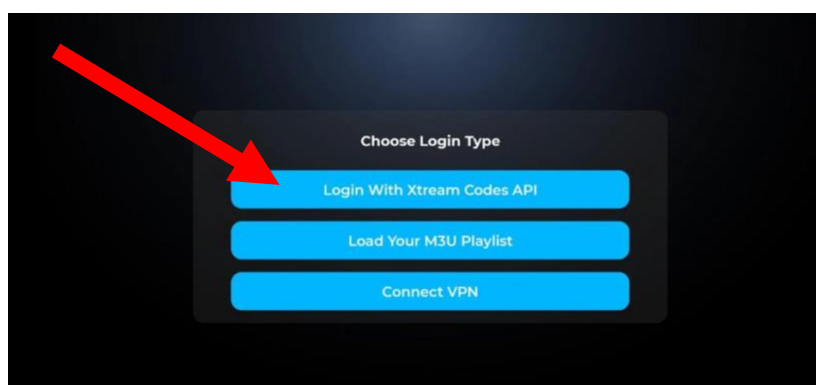 Choose Login Type
Login With Xtream Codes API
Load Your M3U Playlist
Connect VPN